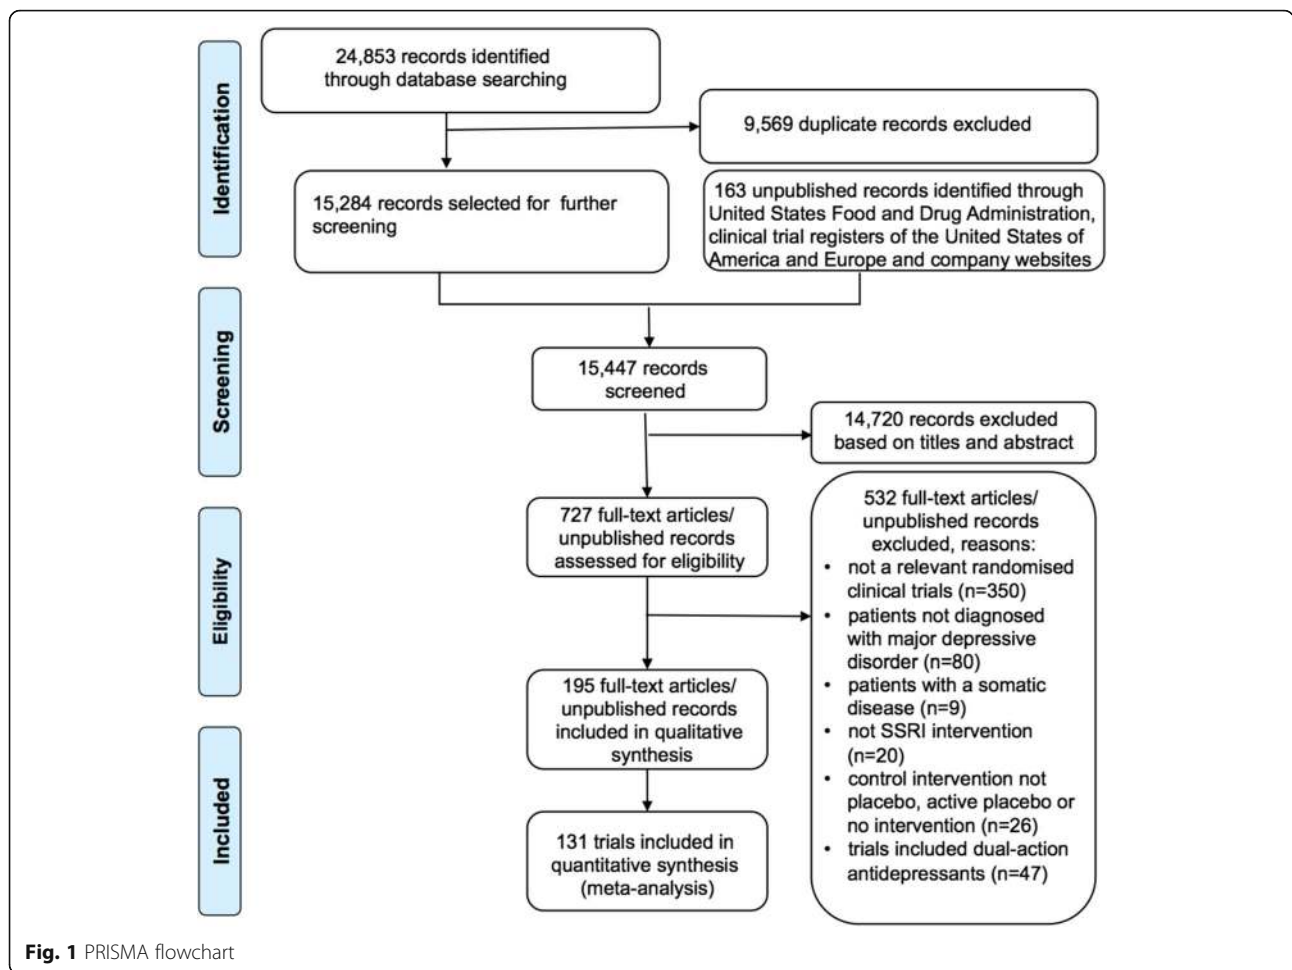 Identification
24,853 records identified
through database searching
9,569 duplicate records excluded
15,284 records selected for further
screening
163 unpublished records identified through
United States Food and Drug Administration,
clinical trial registers of the United States of
America and Europe and company websites
Screening
15,447 records
screened
14,720 records excluded
based on titles and abstract
Eligibility
727 full-text articles/
unpublished records
assessed for eligibility
532 full-text articles/
unpublished records
excluded, reasons:
• not a relevant randomised
clinical trials (n=350)
• patients not diagnosed
with major depressive
disorder (n=80)
• patients with a somatic
disease (n=9)
• not SSRI intervention
(n=20)
• control intervention not
placebo, active placebo or
no intervention (n=26)
• trials included dual-action
antidepressants (n=47)
195 full-text articles/
unpublished records
included in qualitative
synthesis
Included
131 trials included in
quantitative synthesis
(meta-analysis)
Fig. 1 PRISMA flowchart